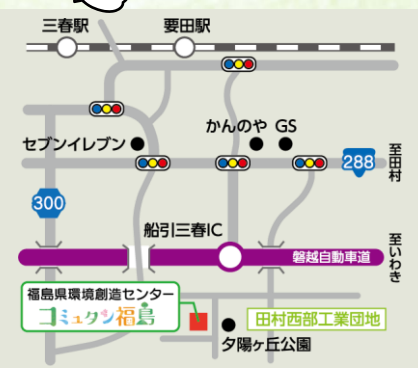 三春駅
要田駅
かんのや GS
セブンイレブン
288
至田村
300
船引三春IC
磐越自動車道
至いわき
福島県環境創造センター
コミュタン福島
田村西部工業団地
夕陽ヶ丘公園